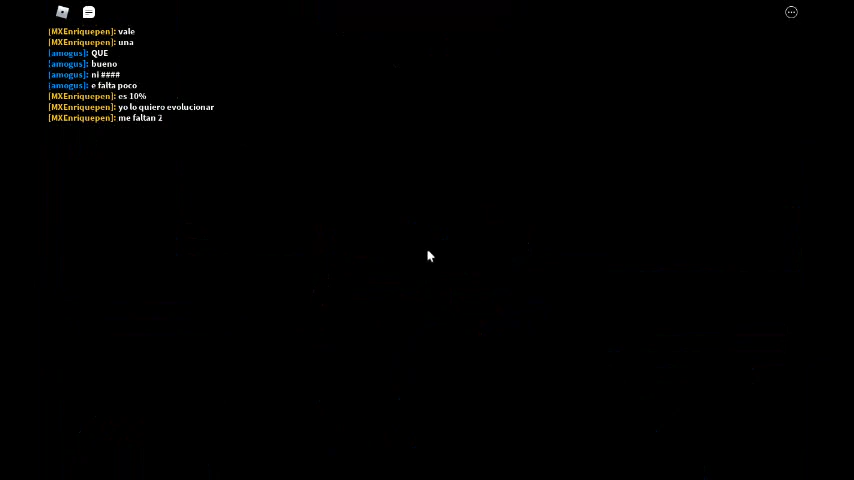 [MXEnriquepen]: vale
[MXEnriquepen]: una
[amogus]: QUE
[amogus]: bueno
[amogus]: ni ####
[amogus]: e falta poco
[MXEnriquepen]: es 10%
[MXEnriquepen]: yo lo quiero evolucionar
[MXEnriquepen]: me faltan 2